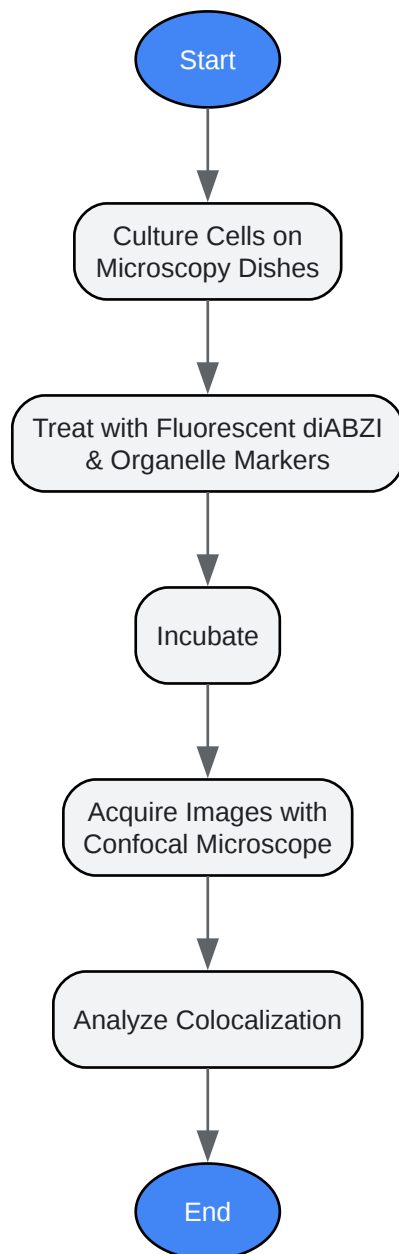 Start
Culture Cells on
Microscopy Dishes
Treat with Fluorescent diABZI
& Organelle Markers
Incubate
Acquire Images with
Confocal Microscope
Analyze Colocalization
End